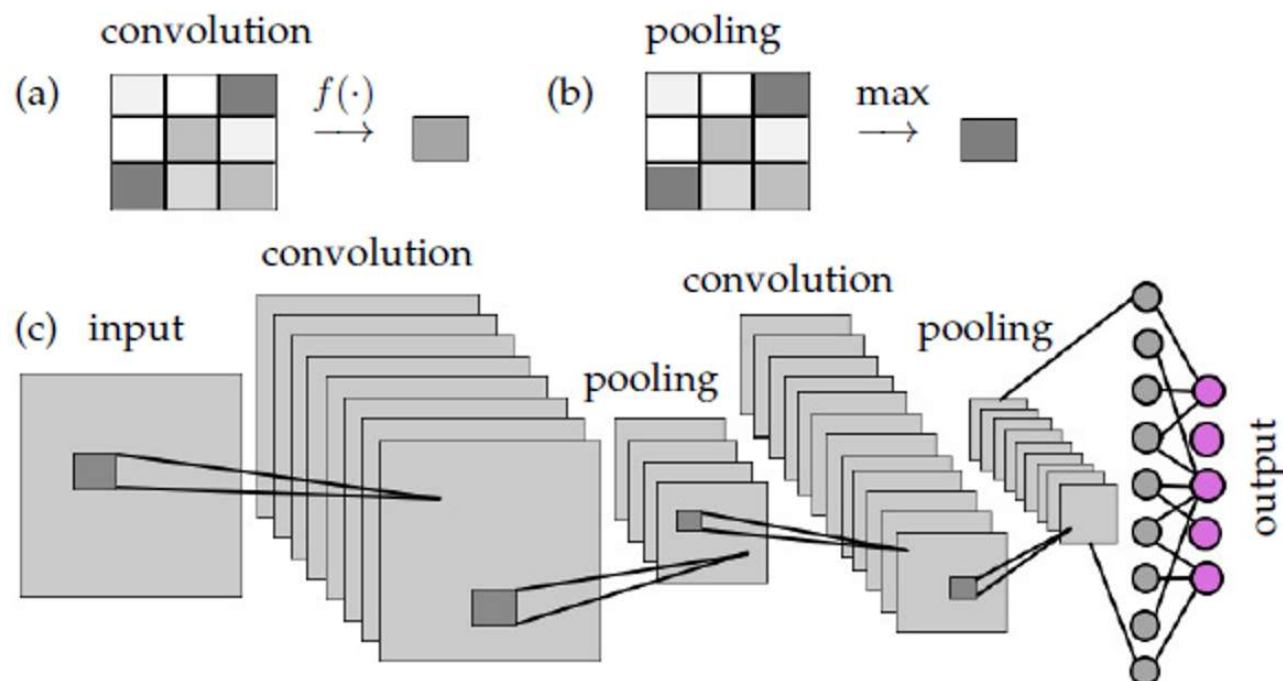 convolution
pooling
(a)
f(·)
(b)
max
convolution
convolution
(c) input
pooling
pooling
output